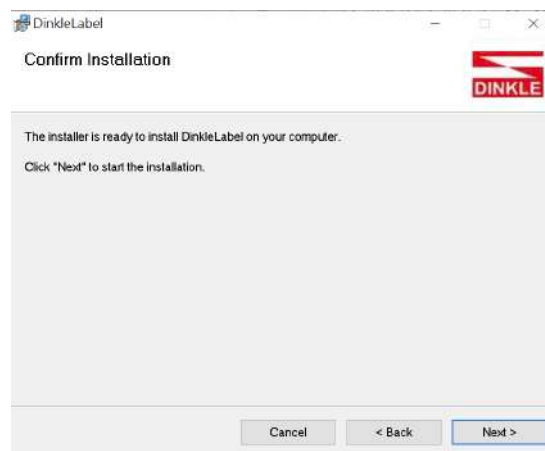 DinkleLabel
Confirm Installation
DINKLE
The installer is ready to install DinkleLabel on your computer.
Click "Next" to start the installation.
Cancel
< Back
Next >